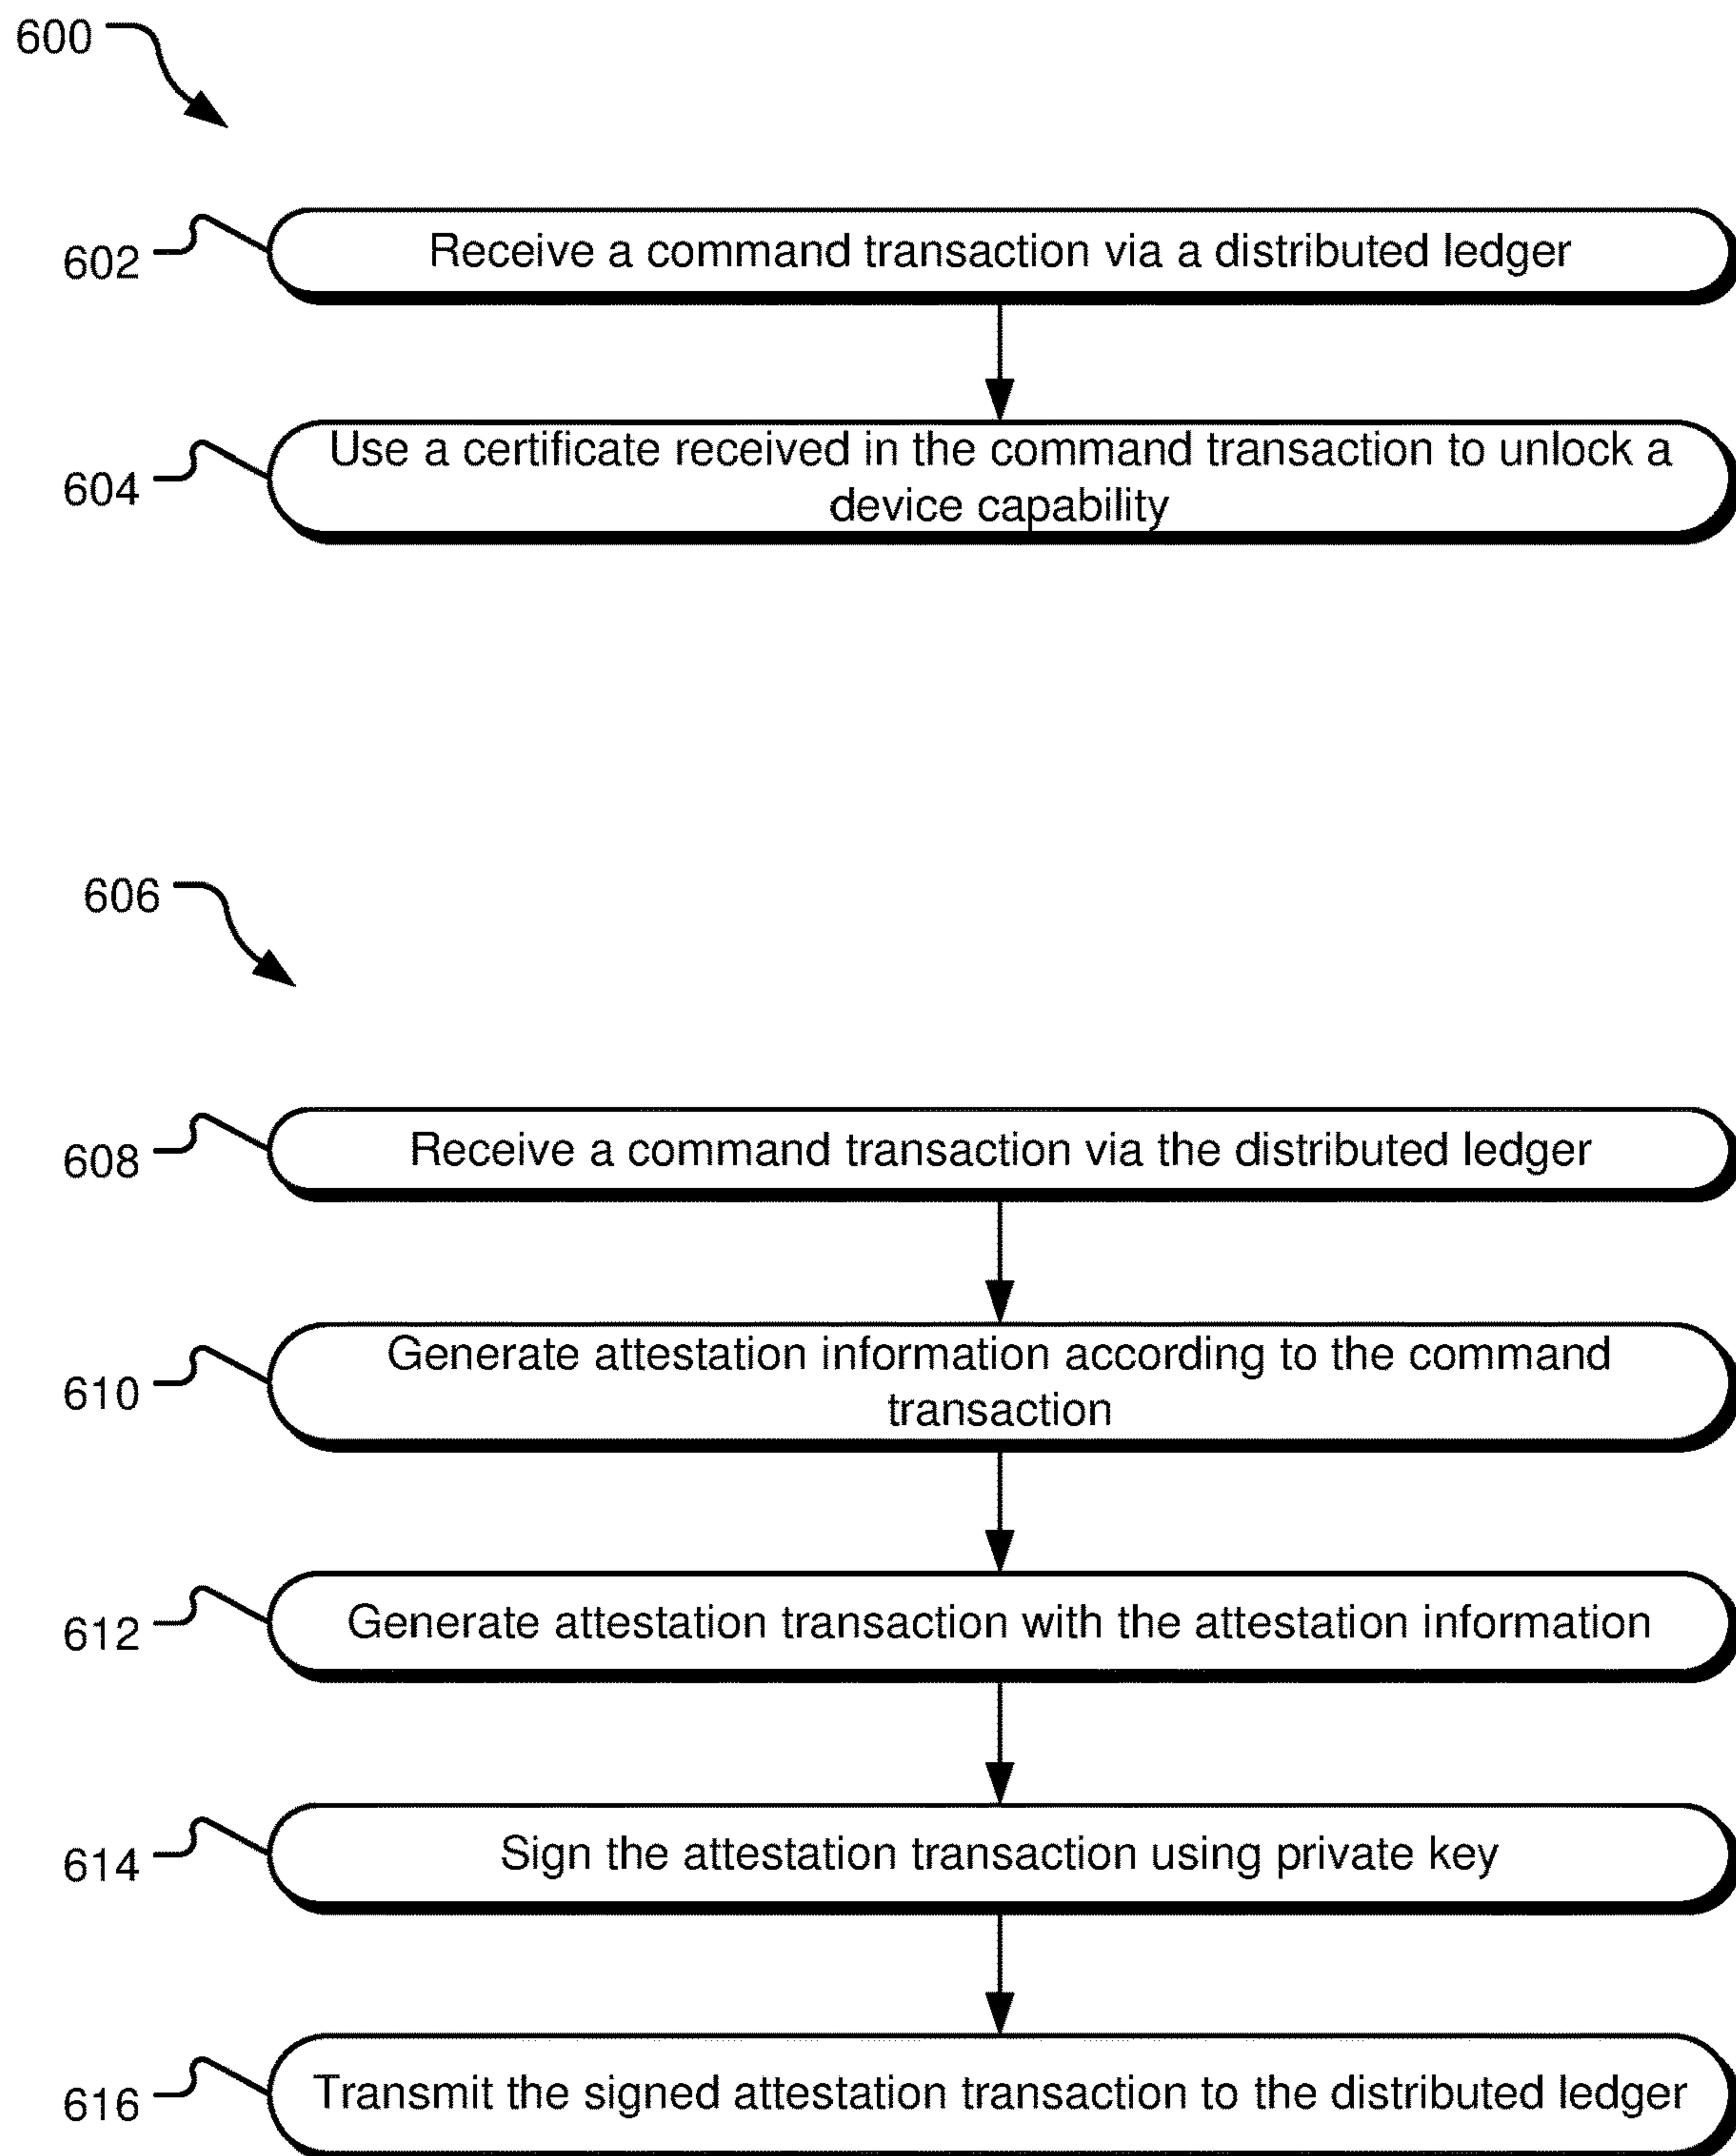 600
602
Receive a command transaction via a distributed ledger
604
Use a certificate received in the command transaction to unlock a
device capability
606
608
Receive a command transaction via the distributed ledger
610
Generate attestation information according to the command
transaction
612
Generate attestation transaction with the attestation information
614
Sign the attestation transaction using private key
616
Transmit the signed attestation transaction to the distributed ledger